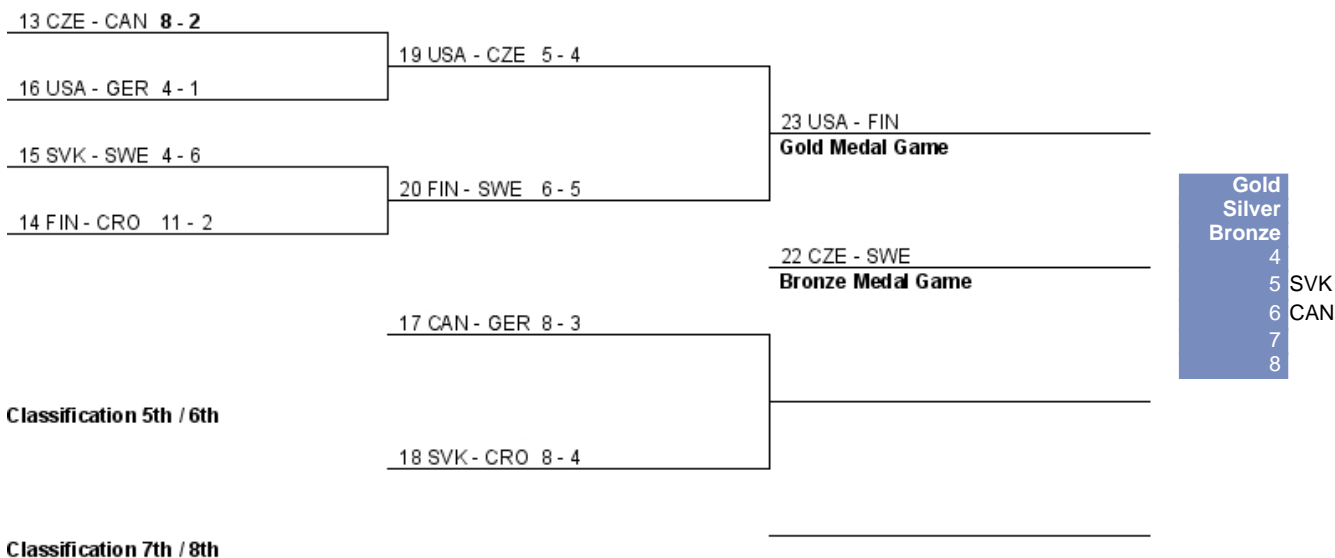 13 CZE - CAN 8 - 2
19 USA - CZE 5 - 4
16 USA - GER 4 - 1
23 USA - FIN
Gold Medal Game
15 SVK - SWE 4 - 6
20 FIN - SWE 6 - 5
14 FIN - CRO 11 - 2
22 CZE - SWE
Bronze Medal Game
17 CAN - GER 8 - 3
Classification 5th / 6th
18 SVK - CRO 8 - 4
Classification 7th / 8th
Gold
Silver
Bronze
4
5 SVK
6 CAN
7
8